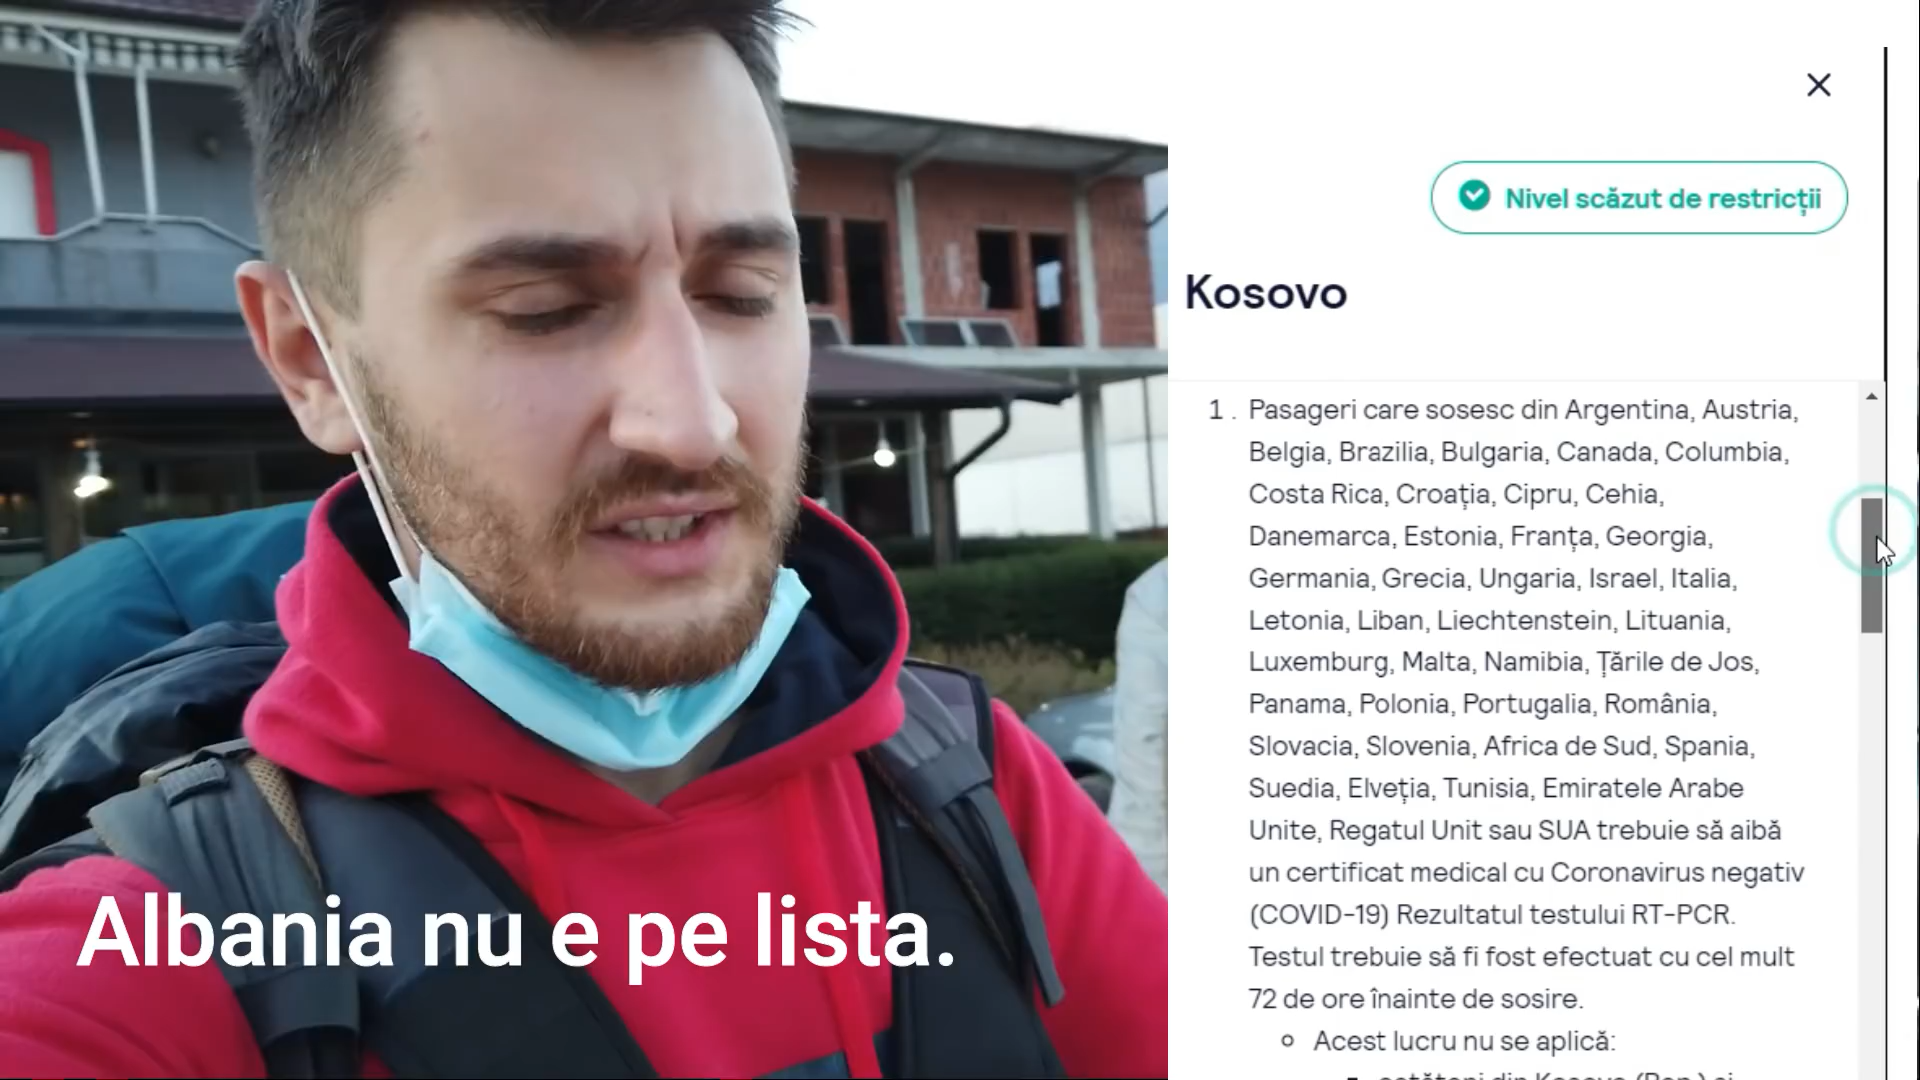 Nivel scăzut de restricții
Kosovo
1. Pasageri care sosesc din Argentina, Austria,
Belgia, Brazilia, Bulgaria, Canada, Columbia,
Costa Rica, Croația, Cipru, Cehia,
Danemarca, Estonia, Franța, Georgia,
Germania, Grecia, Ungaria, Israel, Italia,
Letonia, Liban, Liechtenstein, Lituania,
Luxemburg, Malta, Namibia, Țările de Jos,
Panama, Polonia, Portugalia, România,
Slovacia, Slovenia, Africa de Sud, Spania,
Suedia, Elveția, Tunisia, Emiratele Arabe
Unite, Regatul Unit sau SUA trebuie să aibă
un certificat medical cu Coronavirus negativ
(COVID-19) Rezultatul testului RT-PCR.
Testul trebuie să fi fost efectuat cu cel mult
72 de ore înainte de sosire.
Acest lucru nu se aplică:
cetățeni din Kosovo (Rep.) și
Albania nu e pe lista.